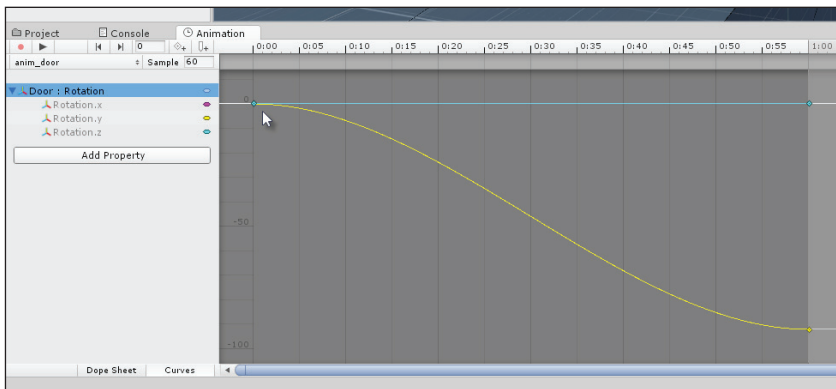 Project Console Animation
0
0:00 0:05 0:10 0:15 0:20 0:25 0:30 0:35 0:40 0:45 0:50 0:55 1:00
anim_door Sample 60
Door : Rotation
Rotation.x
Rotation.y
Rotation.z
Add Property
0
-50
-100
Dope Sheet Curves